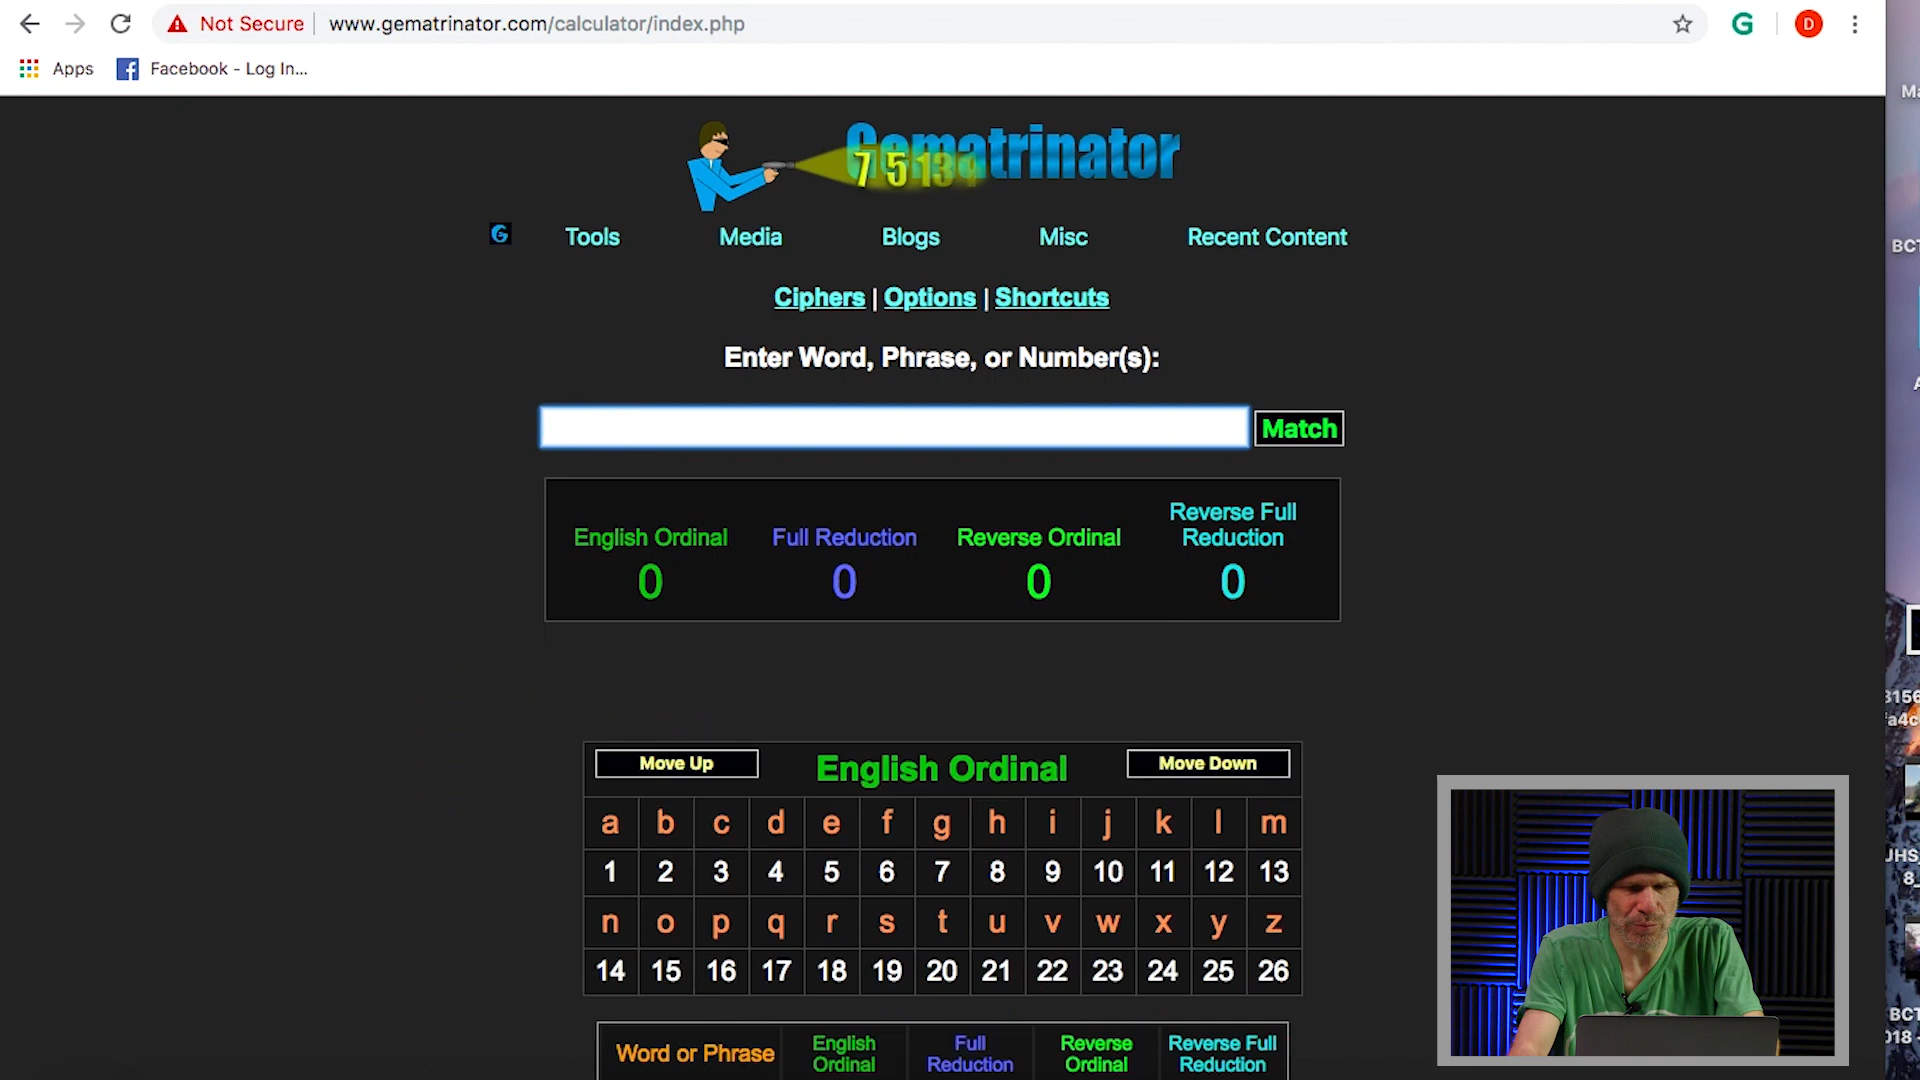 Not Secure www.gematrinator.com/calculator/index.php G D
Apps Facebook - Log In...
Gematrinator
7 5 13 9
G Tools Media Blogs Misc Recent Content
Ciphers | Options | Shortcuts
Enter Word, Phrase, or Number(s):
Match
English Ordinal Full Reduction Reverse Ordinal Reverse Full Reduction
0 0 0 0
Move Up English Ordinal Move Down
a b c d e f g h i j k l m
1 2 3 4 5 6 7 8 9 10 11 12 13
n o p q r s t u v w x y z
14 15 16 17 18 19 20 21 22 23 24 25 26
Word or Phrase English Ordinal Full Reduction Reverse Ordinal Reverse Full Reduction